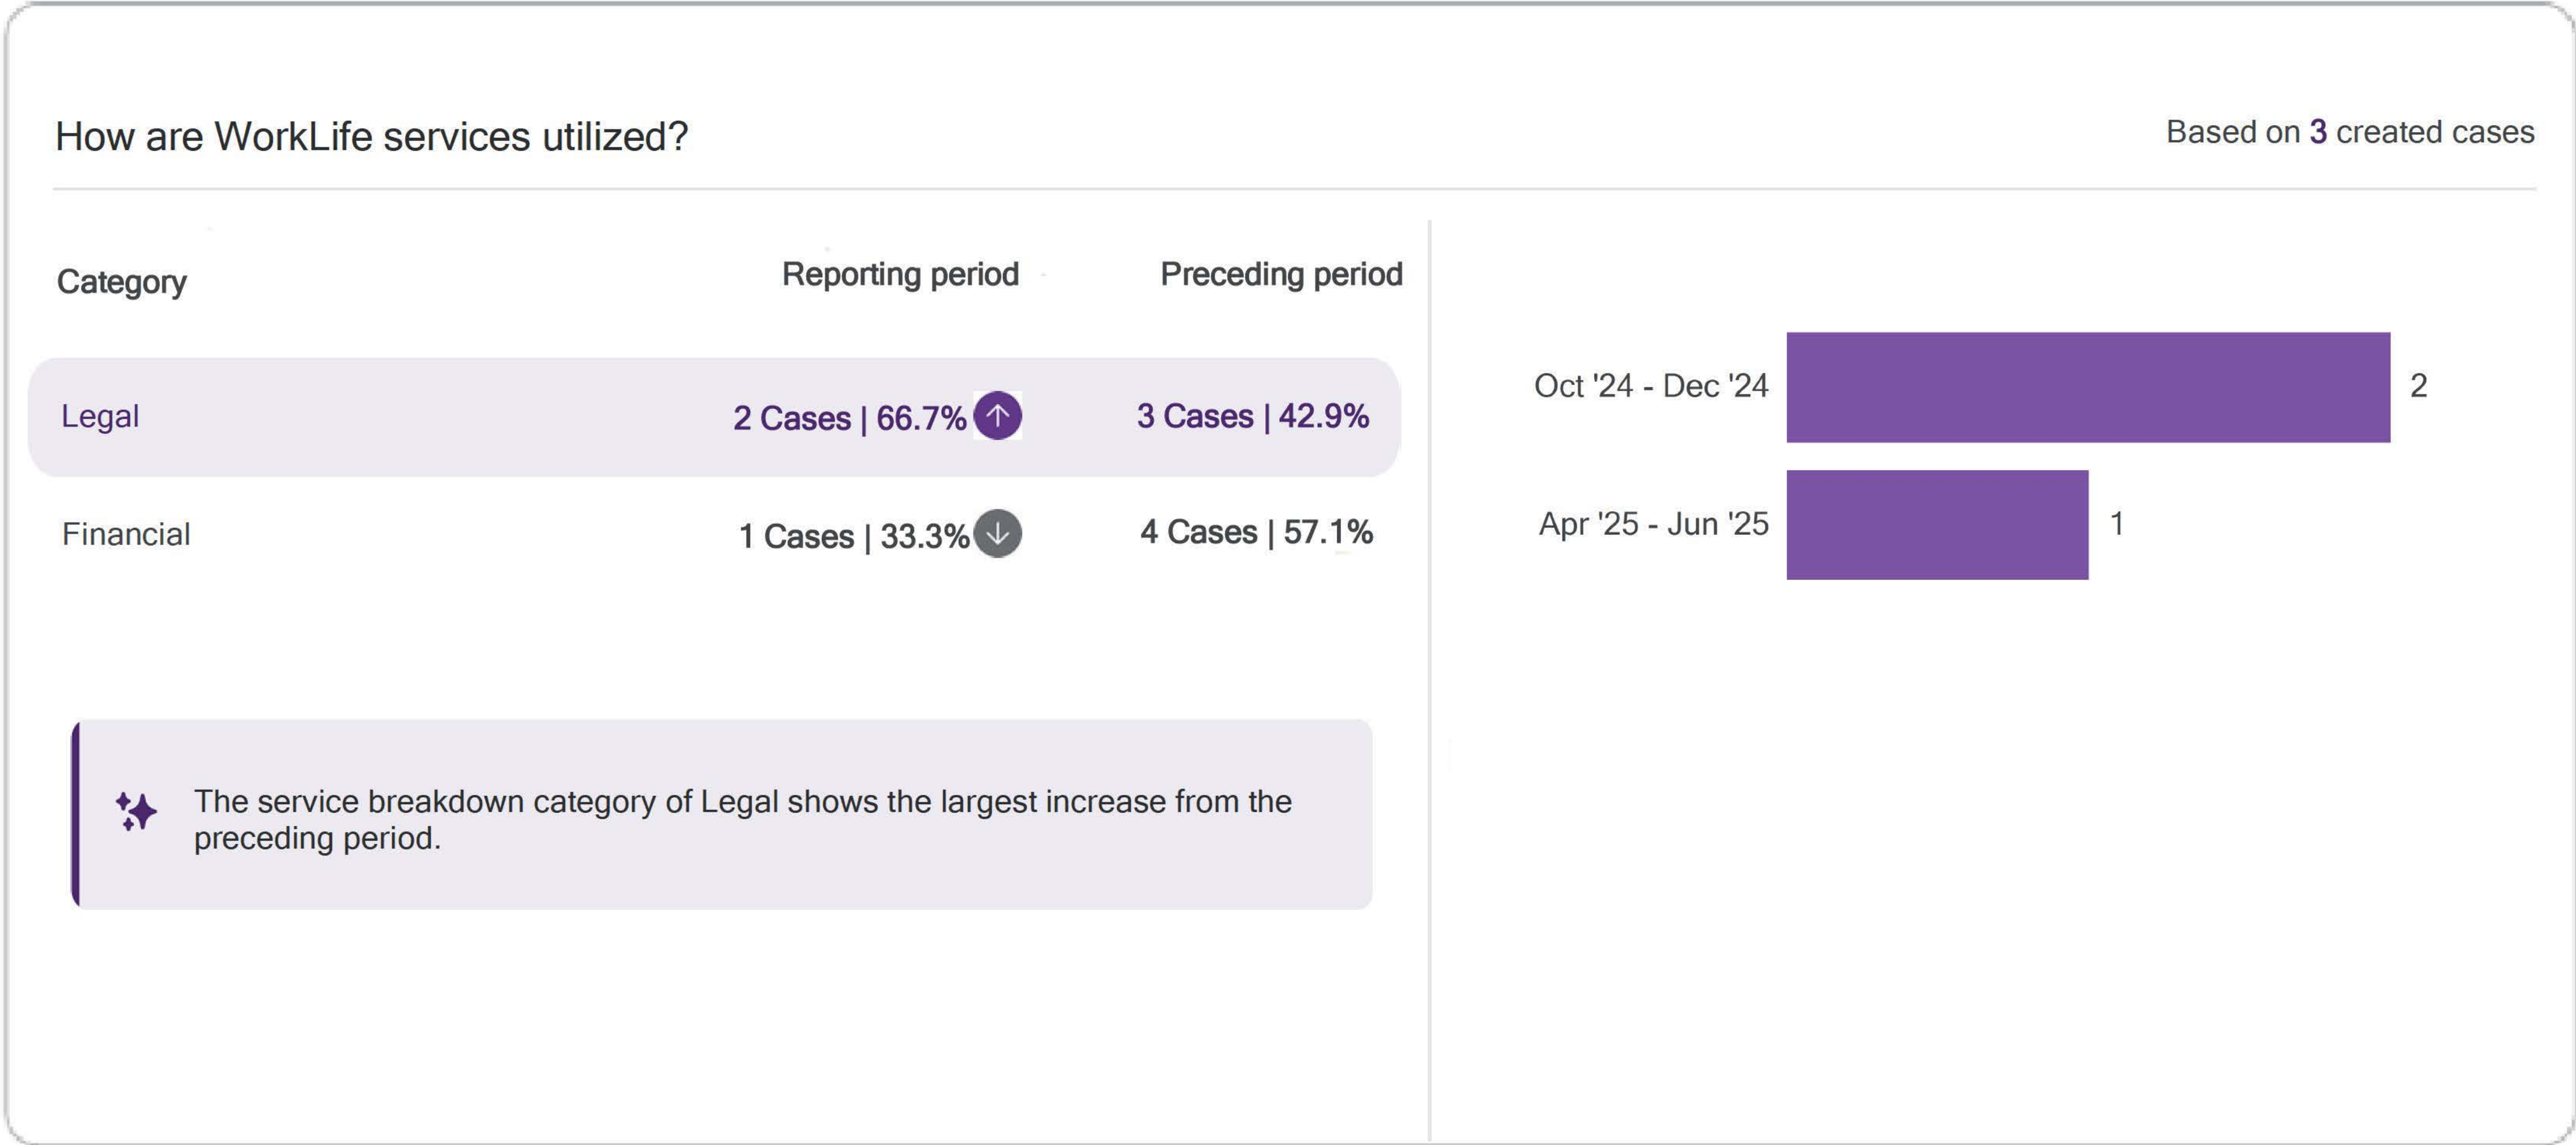 How are WorkLife services utilized?
Based on 3 created cases
Category
Reporting period
Preceding period
Legal
2 Cases | 66.7%
3 Cases | 42.9%
Financial
1 Cases | 33.3%
4 Cases | 57.1%
The service breakdown category of Legal shows the largest increase from the
preceding period.
Oct '24 - Dec '24
2
Apr '25 - Jun '25
1